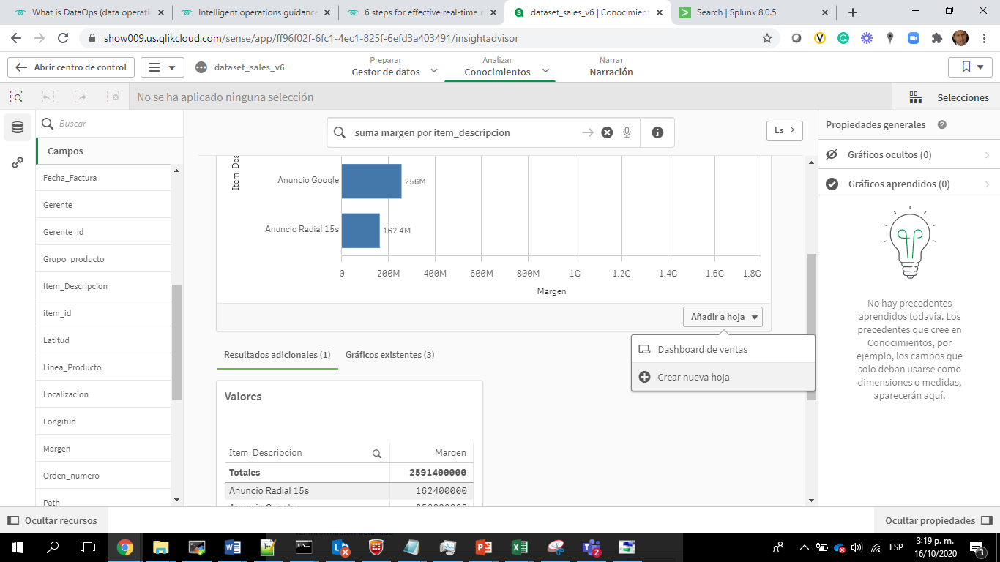 What is DataOps (data operati
Intelligent operations guidance
6 steps for effective real-time m
dataset_sales_v6 | Conocimient
Search | Splunk 8.0.5
show009.us.qlikcloud.com/sense/app/ff96f02f-6fc1-4ec1-825f-6efd3a403491/insightadvisor
Abrir centro de control
dataset_sales_v6
Preparar
Gestor de datos
Analizar
Conocimientos
Narrar
Narración
No se ha aplicado ninguna selección
Selecciones
Buscar
Campos
Fecha_Factura
Gerente
Gerente_id
Grupo_producto
Item_Descripcion
item_id
Latitud
Linea_Producto
Localizacion
Longitud
Margen
Orden_numero
Path
suma margen por item_descripcion
Es
Item_Des
Anuncio Google
256M
Anuncio Radial 15s
162.4M
0 200M 400M 600M 800M 1G 1.2G 1.4G 1.6G 1.8G
Margen
Añadir a hoja
Dashboard de ventas
Crear nueva hoja
Resultados adicionales (1)
Gráficos existentes (3)
Valores
Item_Descripcion Margen
Totales 2591400000
Anuncio Radial 15s 162400000
Propiedades generales
Gráficos ocultos (0)
Gráficos aprendidos (0)
No hay precedentes
aprendidos todavía. Los
precedentes que cree en
Conocimientos, por
ejemplo, los campos que
solo deban usarse como
dimensiones o medidas,
aparecerán aquí.
Ocultar recursos
Ocultar propiedades
ESP
3:19 p. m.
16/10/2020